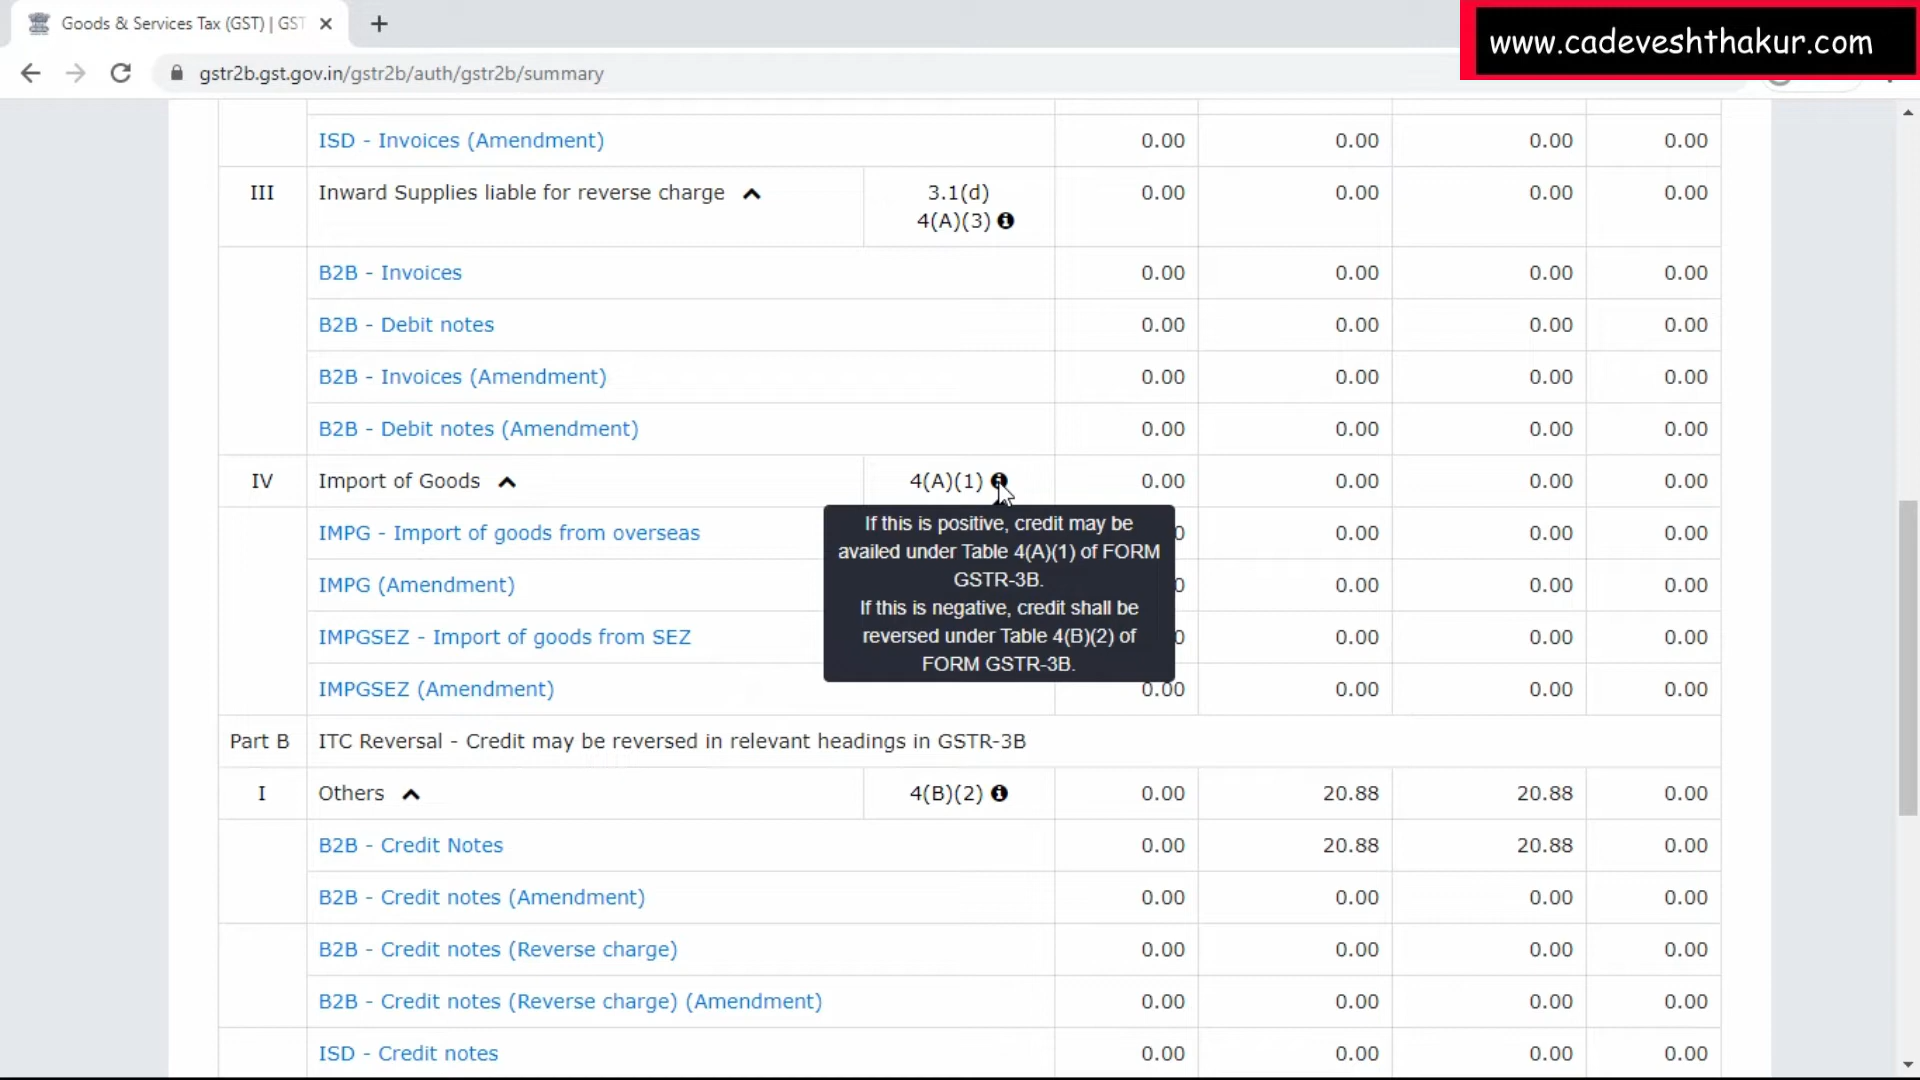 Goods & Services Tax (GST) | GST
www.cadeveshthakur.com
gstr2b.gst.gov.in/gstr2b/auth/gstr2b/summary
ISD - Invoices (Amendment) 0.00 0.00 0.00 0.00
III Inward Supplies liable for reverse charge 3.1(d) 0.00 0.00 0.00 0.00
4(A)(3)
B2B - Invoices 0.00 0.00 0.00 0.00
B2B - Debit notes 0.00 0.00 0.00 0.00
B2B - Invoices (Amendment) 0.00 0.00 0.00 0.00
B2B - Debit notes (Amendment) 0.00 0.00 0.00 0.00
IV Import of Goods 4(A)(1) 0.00 0.00 0.00 0.00
If this is positive, credit may be
availed under Table 4(A)(1) of FORM
GSTR-3B.
If this is negative, credit shall be
reversed under Table 4(B)(2) of
FORM GSTR-3B.
IMPG - Import of goods from overseas 0 0.00 0.00 0.00
IMPG (Amendment) 0 0.00 0.00 0.00
IMPGSEZ - Import of goods from SEZ 0 0.00 0.00 0.00
IMPGSEZ (Amendment) 0.00 0.00 0.00 0.00
Part B ITC Reversal - Credit may be reversed in relevant headings in GSTR-3B
I Others 4(B)(2) 0.00 20.88 20.88 0.00
B2B - Credit Notes 0.00 20.88 20.88 0.00
B2B - Credit notes (Amendment) 0.00 0.00 0.00 0.00
B2B - Credit notes (Reverse charge) 0.00 0.00 0.00 0.00
B2B - Credit notes (Reverse charge) (Amendment) 0.00 0.00 0.00 0.00
ISD - Credit notes 0.00 0.00 0.00 0.00